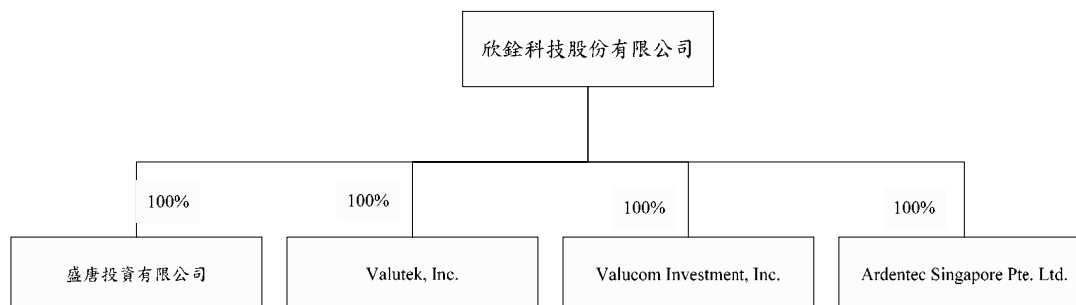 欣銓科技股份有限公司
100%
100%
100%
100%
盛唐投資有限公司
Valutek, Inc.
Valucom Investment, Inc.
Ardentec Singapore Pte. Ltd.